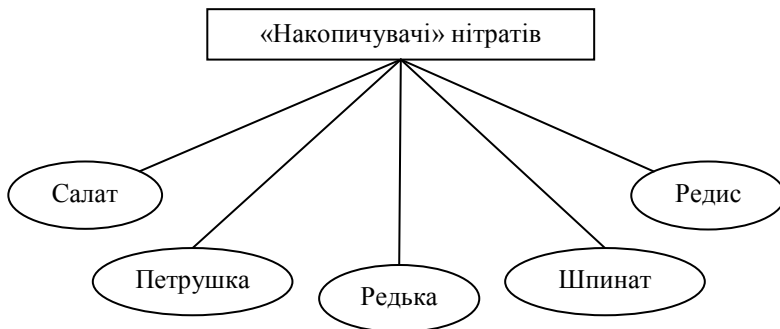 «Накопичувачі» нітратів
Салат
Редис
Петрушка
Редька
Шпинат